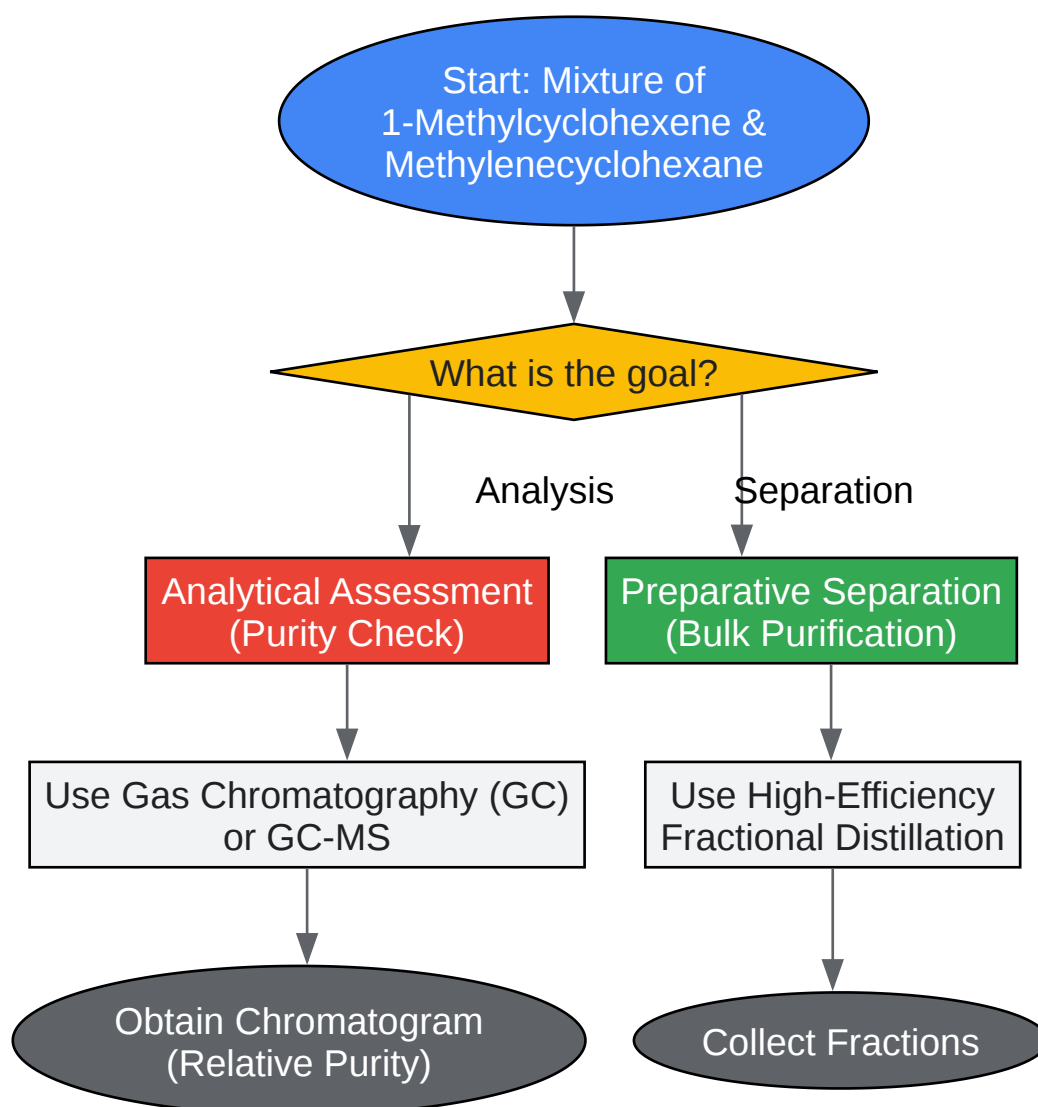 Start: Mixture of
1-Methylcyclohexene &
Methylenecyclohexane
What is the goal?
Analysis
Separation
Analytical Assessment
(Purity Check)
Preparative Separation
(Bulk Purification)
Use Gas Chromatography (GC)
or GC-MS
Use High-Efficiency
Fractional Distillation
Obtain Chromatogram
(Relative Purity)
Collect Fractions